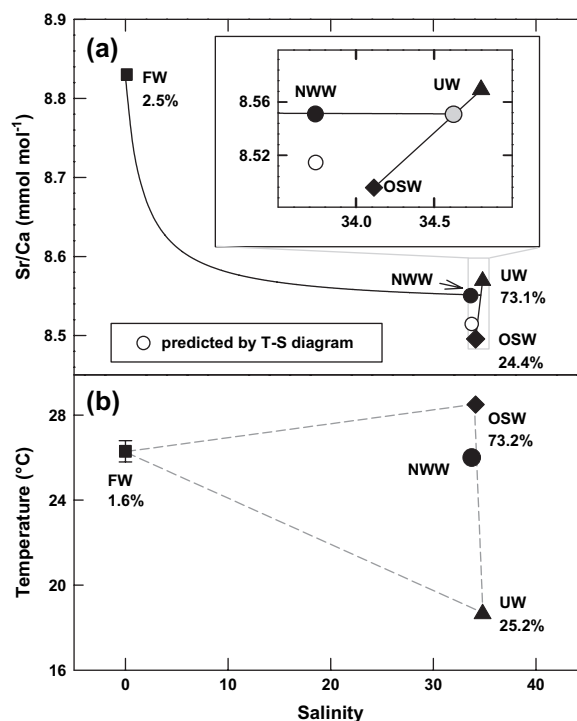 8.9
(a)
FW
2.5%
8.8
8.7
8.6
8.5
Sr/Ca (mmol mol⁻¹)
8.56
8.52
NWW
UW
OSW
34.0
34.5
NWW
UW
73.1%
OSW
24.4%
predicted by T-S diagram
(b)
28
24
20
16
Temperature (°C)
FW
1.6%
OSW
73.2%
NWW
UW
25.2%
0
10
20
30
40
Salinity